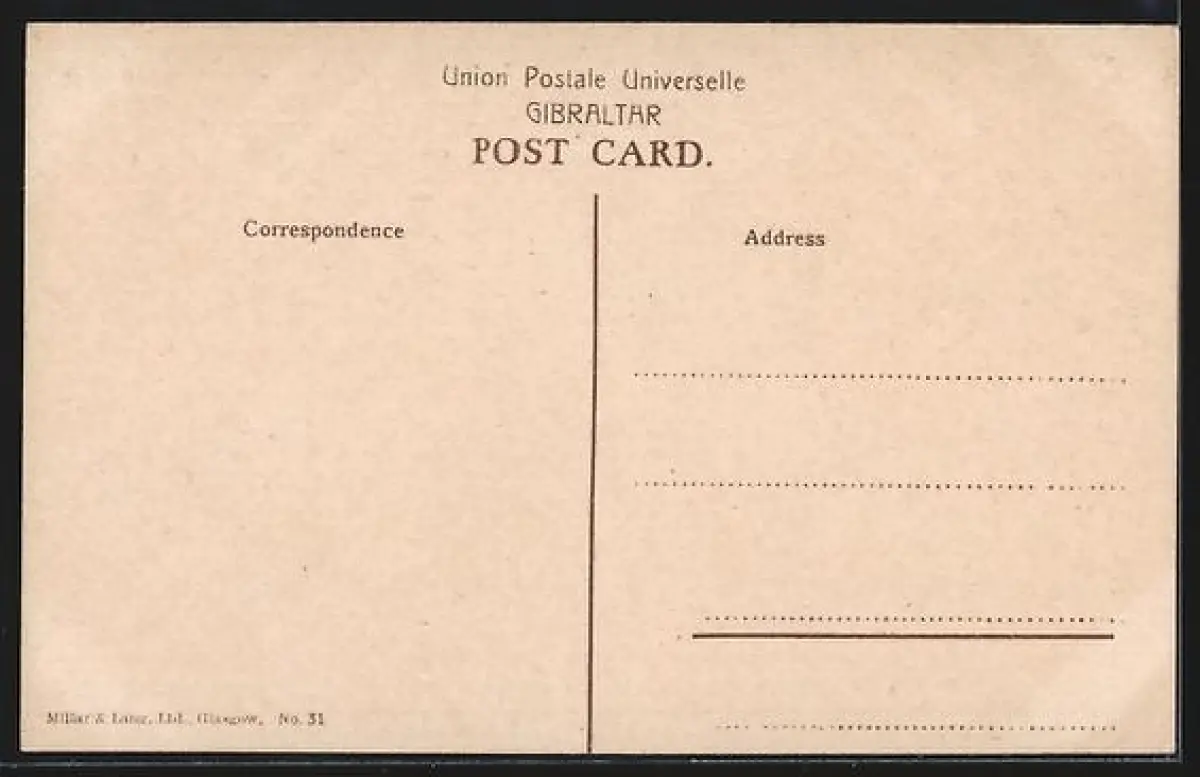 Union Postale Universelle
GIBRALTAR
POST CARD.
Correspondence
Address
Millar & Lang, Ltd., Glasgow, No. 31